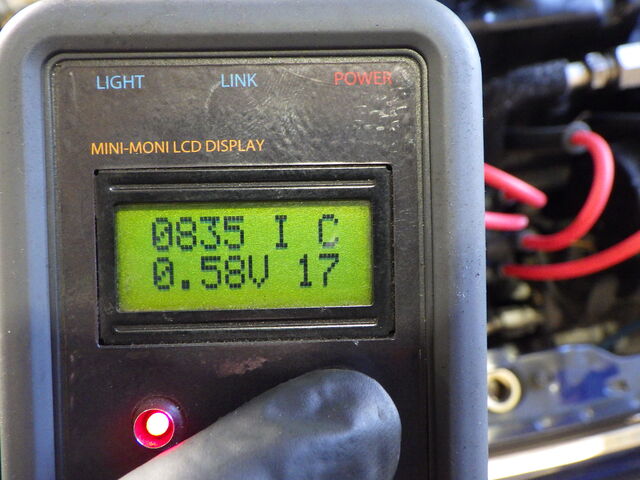 LIGHT LINK POWER
MINI-MONI LCD DISPLAY
0835 I C
0.58V 17